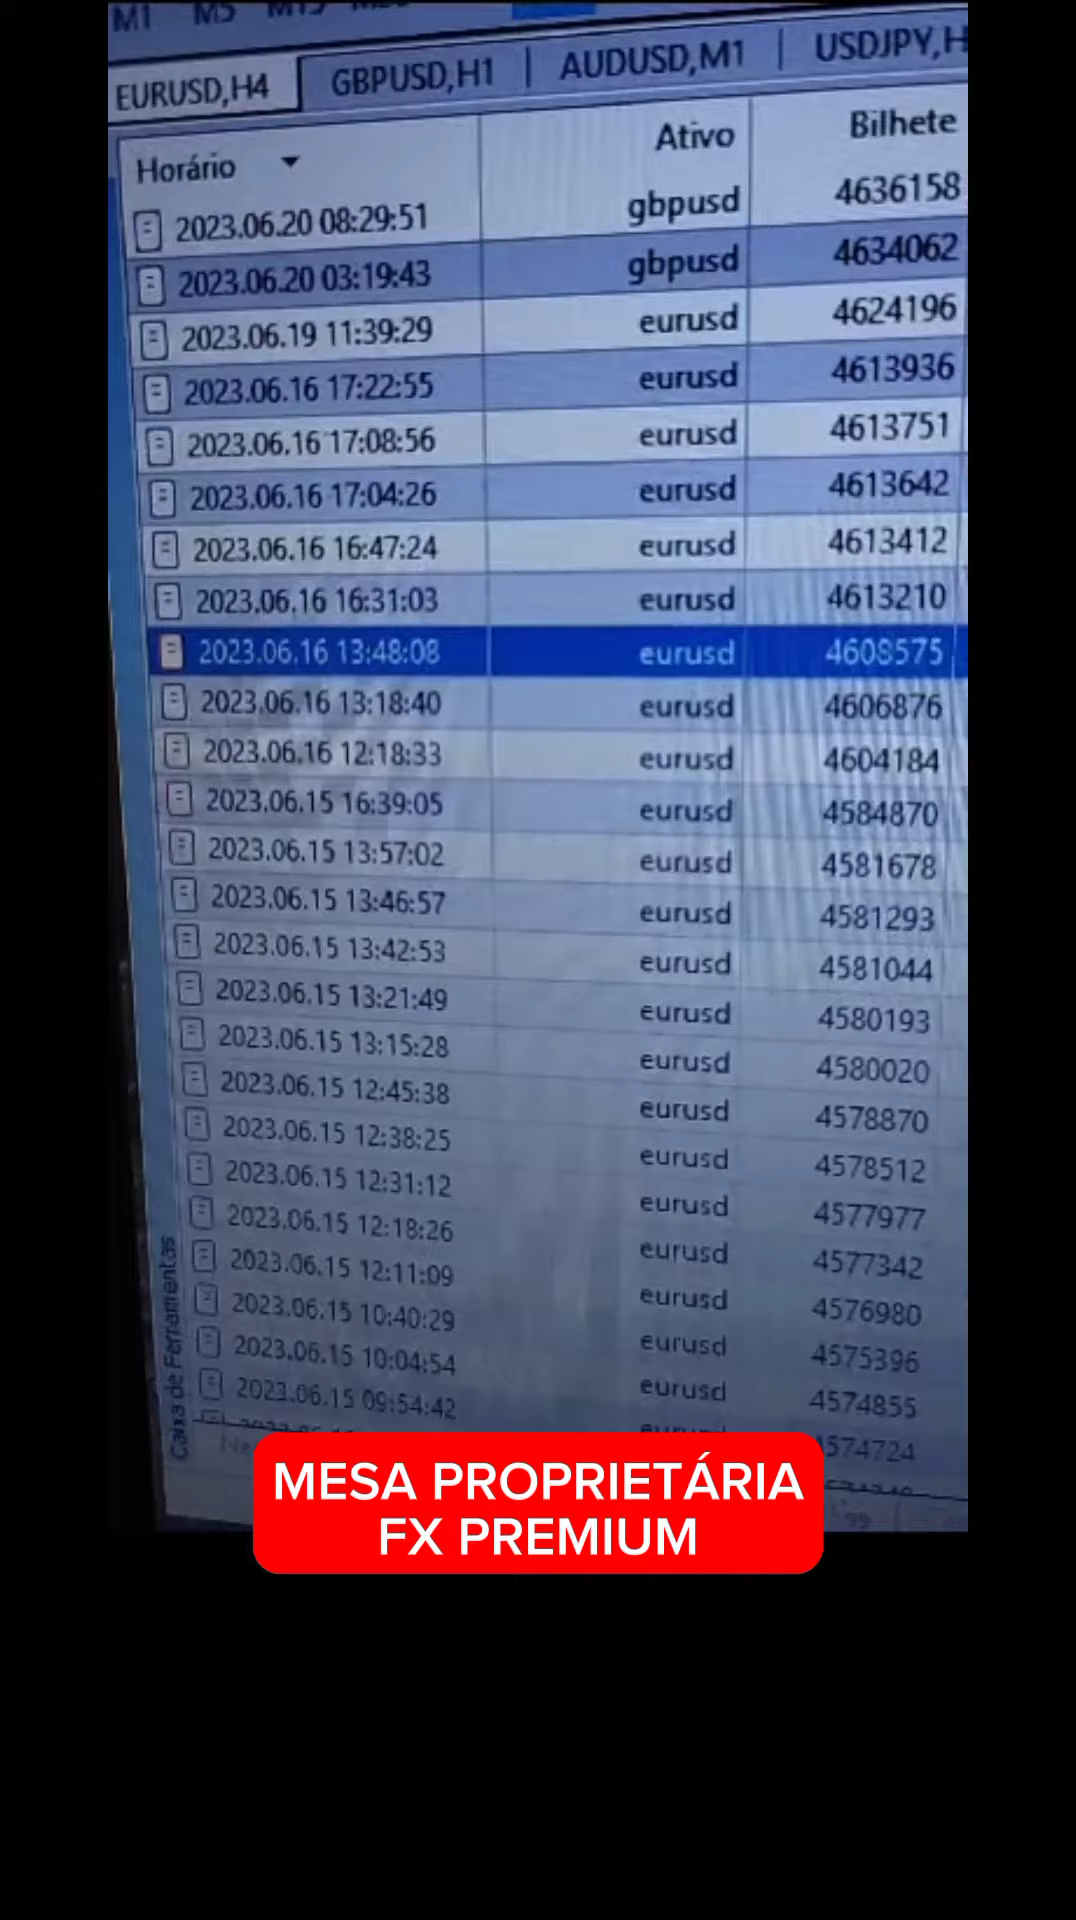 M1 M5 M15
EURUSD,H4 GBPUSD,H1 AUDUSD,M1 USDJPY,H
Horário Ativo Bilhete
2023.06.20 08:29:51 gbpusd 4636158
2023.06.20 03:19:43 gbpusd 4634062
2023.06.19 11:39:29 eurusd 4624196
2023.06.16 17:22:55 eurusd 4613936
2023.06.16 17:08:56 eurusd 4613751
2023.06.16 17:04:26 eurusd 4613642
2023.06.16 16:47:24 eurusd 4613412
2023.06.16 16:31:03 eurusd 4613210
2023.06.16 13:48:08 eurusd 4608575
2023.06.16 13:18:40 eurusd 4606876
2023.06.16 12:18:33 eurusd 4604184
2023.06.15 16:39:05 eurusd 4584870
2023.06.15 13:57:02 eurusd 4581678
2023.06.15 13:46:57 eurusd 4581293
2023.06.15 13:42:53 eurusd 4581044
2023.06.15 13:21:49 eurusd 4580193
2023.06.15 13:15:28 eurusd 4580020
2023.06.15 12:45:38 eurusd 4578870
2023.06.15 12:38:25 eurusd 4578512
2023.06.15 12:31:12 eurusd 4577977
2023.06.15 12:18:26 eurusd 4577342
2023.06.15 12:11:09 eurusd 4576980
2023.06.15 10:40:29 eurusd 4575396
2023.06.15 10:04:54 eurusd 4574855
2023.06.15 09:54:42 4574724
Caixa de Ferramentas
MESA PROPRIETÁRIA
FX PREMIUM